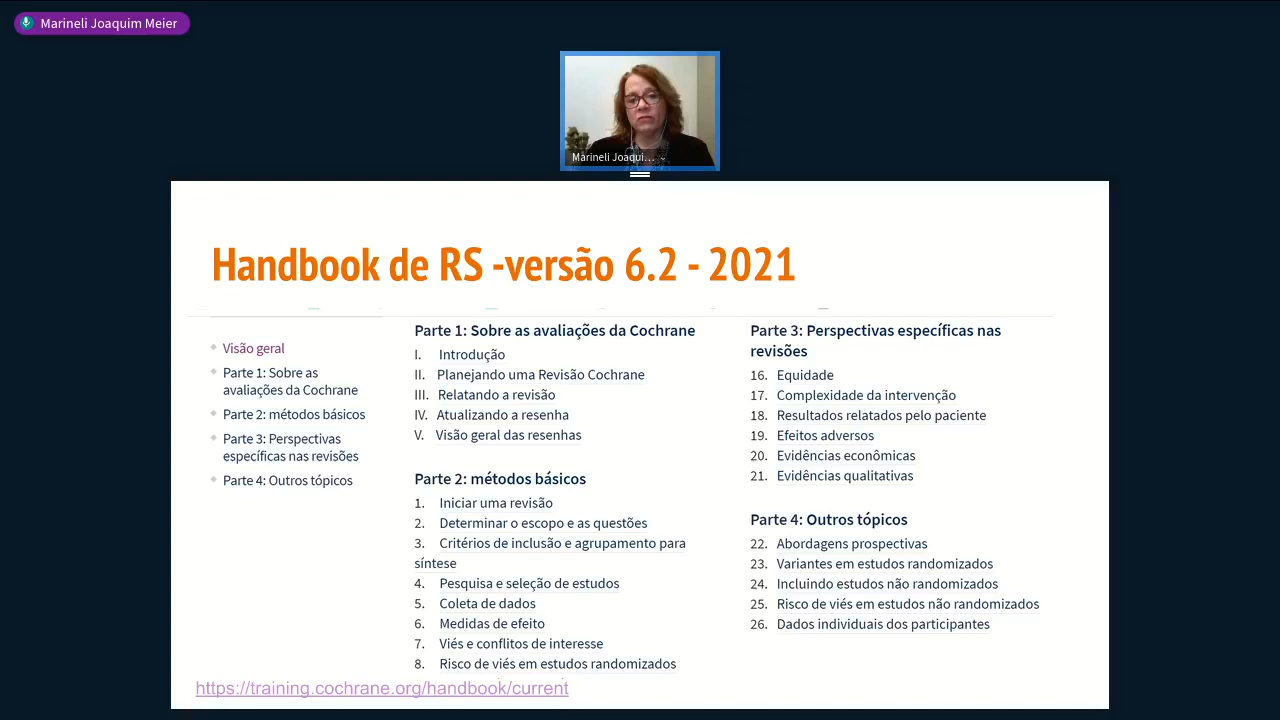 Marineli Joaquim Meier
Marineli Joaqui...
Handbook de RS -versão 6.2 - 2021
Visão geral
Parte 1: Sobre as
avaliações da Cochrane
Parte 2: métodos básicos
Parte 3: Perspectivas
específicas nas revisões
Parte 4: Outros tópicos
Parte 1: Sobre as avaliações da Cochrane
I. Introdução
II. Planejando uma Revisão Cochrane
III. Relatando a revisão
IV. Atualizando a resenha
V. Visão geral das resenhas
Parte 2: métodos básicos
1. Iniciar uma revisão
2. Determinar o escopo e as questões
3. Critérios de inclusão e agrupamento para
síntese
4. Pesquisa e seleção de estudos
5. Coleta de dados
6. Medidas de efeito
7. Viés e conflitos de interesse
8. Risco de viés em estudos randomizados
Parte 3: Perspectivas específicas nas
revisões
16. Equidade
17. Complexidade da intervenção
18. Resultados relatados pelo paciente
19. Efeitos adversos
20. Evidências econômicas
21. Evidências qualitativas
Parte 4: Outros tópicos
22. Abordagens prospectivas
23. Variantes em estudos randomizados
24. Incluindo estudos não randomizados
25. Risco de viés em estudos não randomizados
26. Dados individuais dos participantes
https://training.cochrane.org/handbook/current